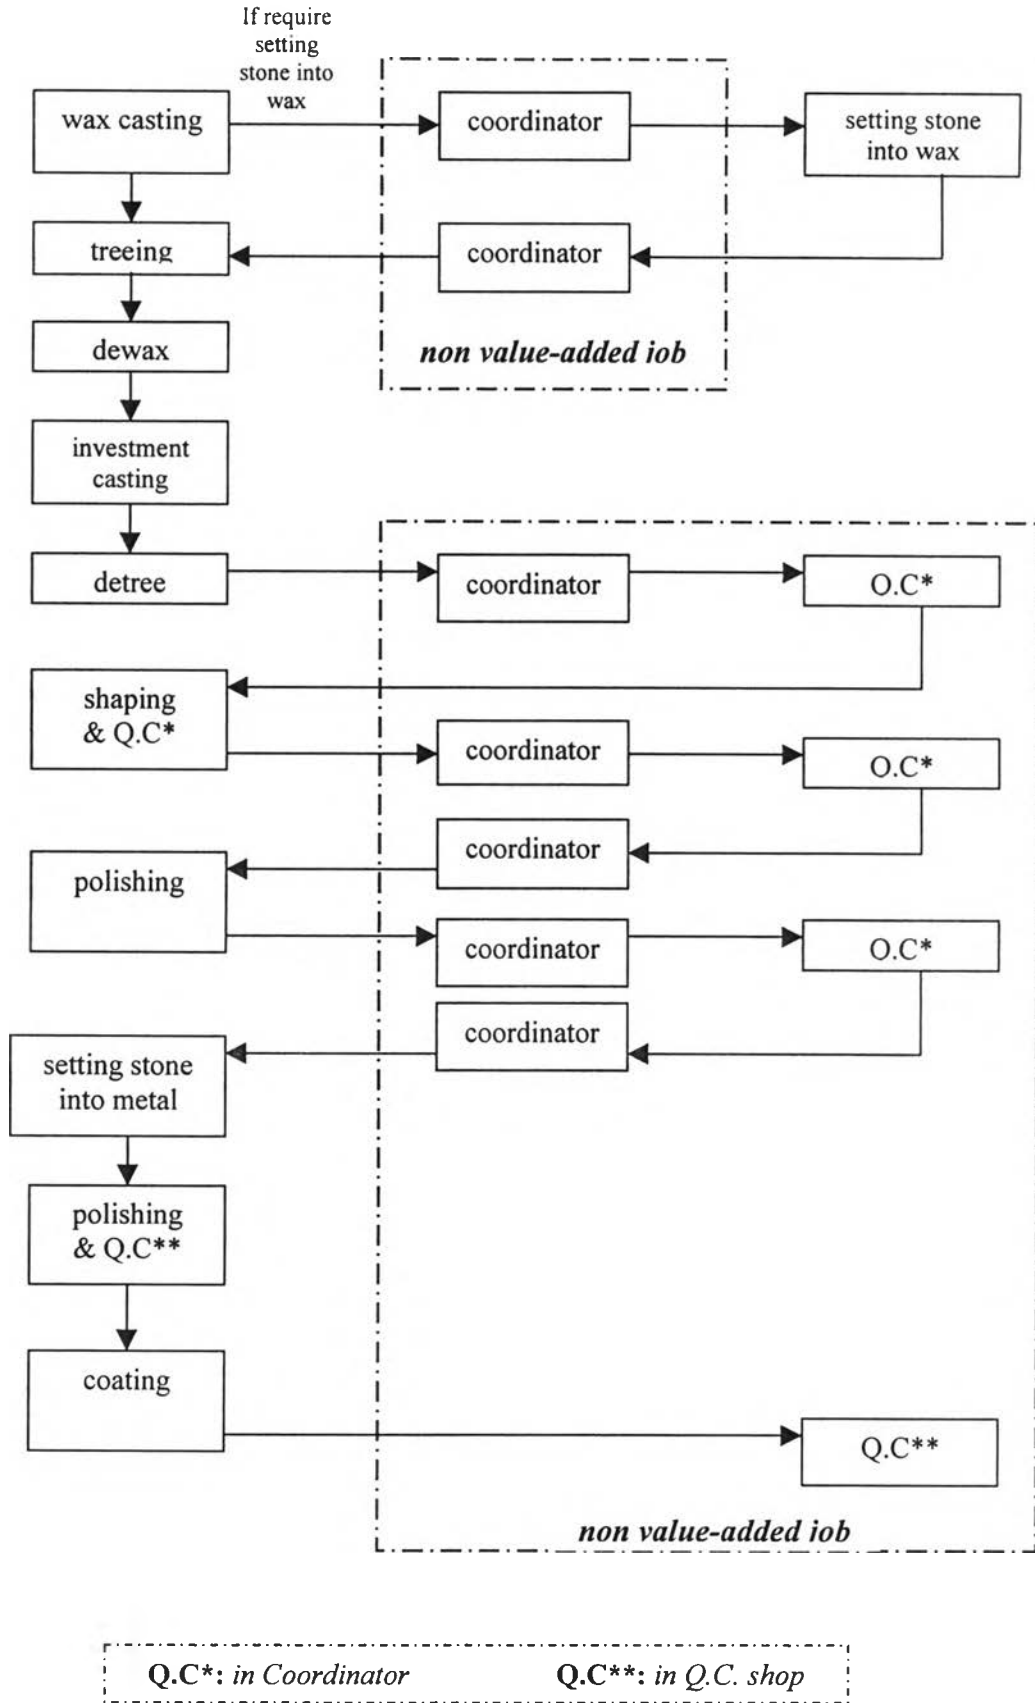 If require
setting
stone into
wax
wax casting
coordinator
setting stone
into wax
treeing
coordinator
dewax
non value-added iob
investment
casting
detree
coordinator
O.C*
shaping
& Q.C*
coordinator
O.C*
coordinator
polishing
coordinator
O.C*
coordinator
setting stone
into metal
polishing
& Q.C**
coating
Q.C**
non value-added iob
Q.C*: in Coordinator Q.C**: in Q.C. shop